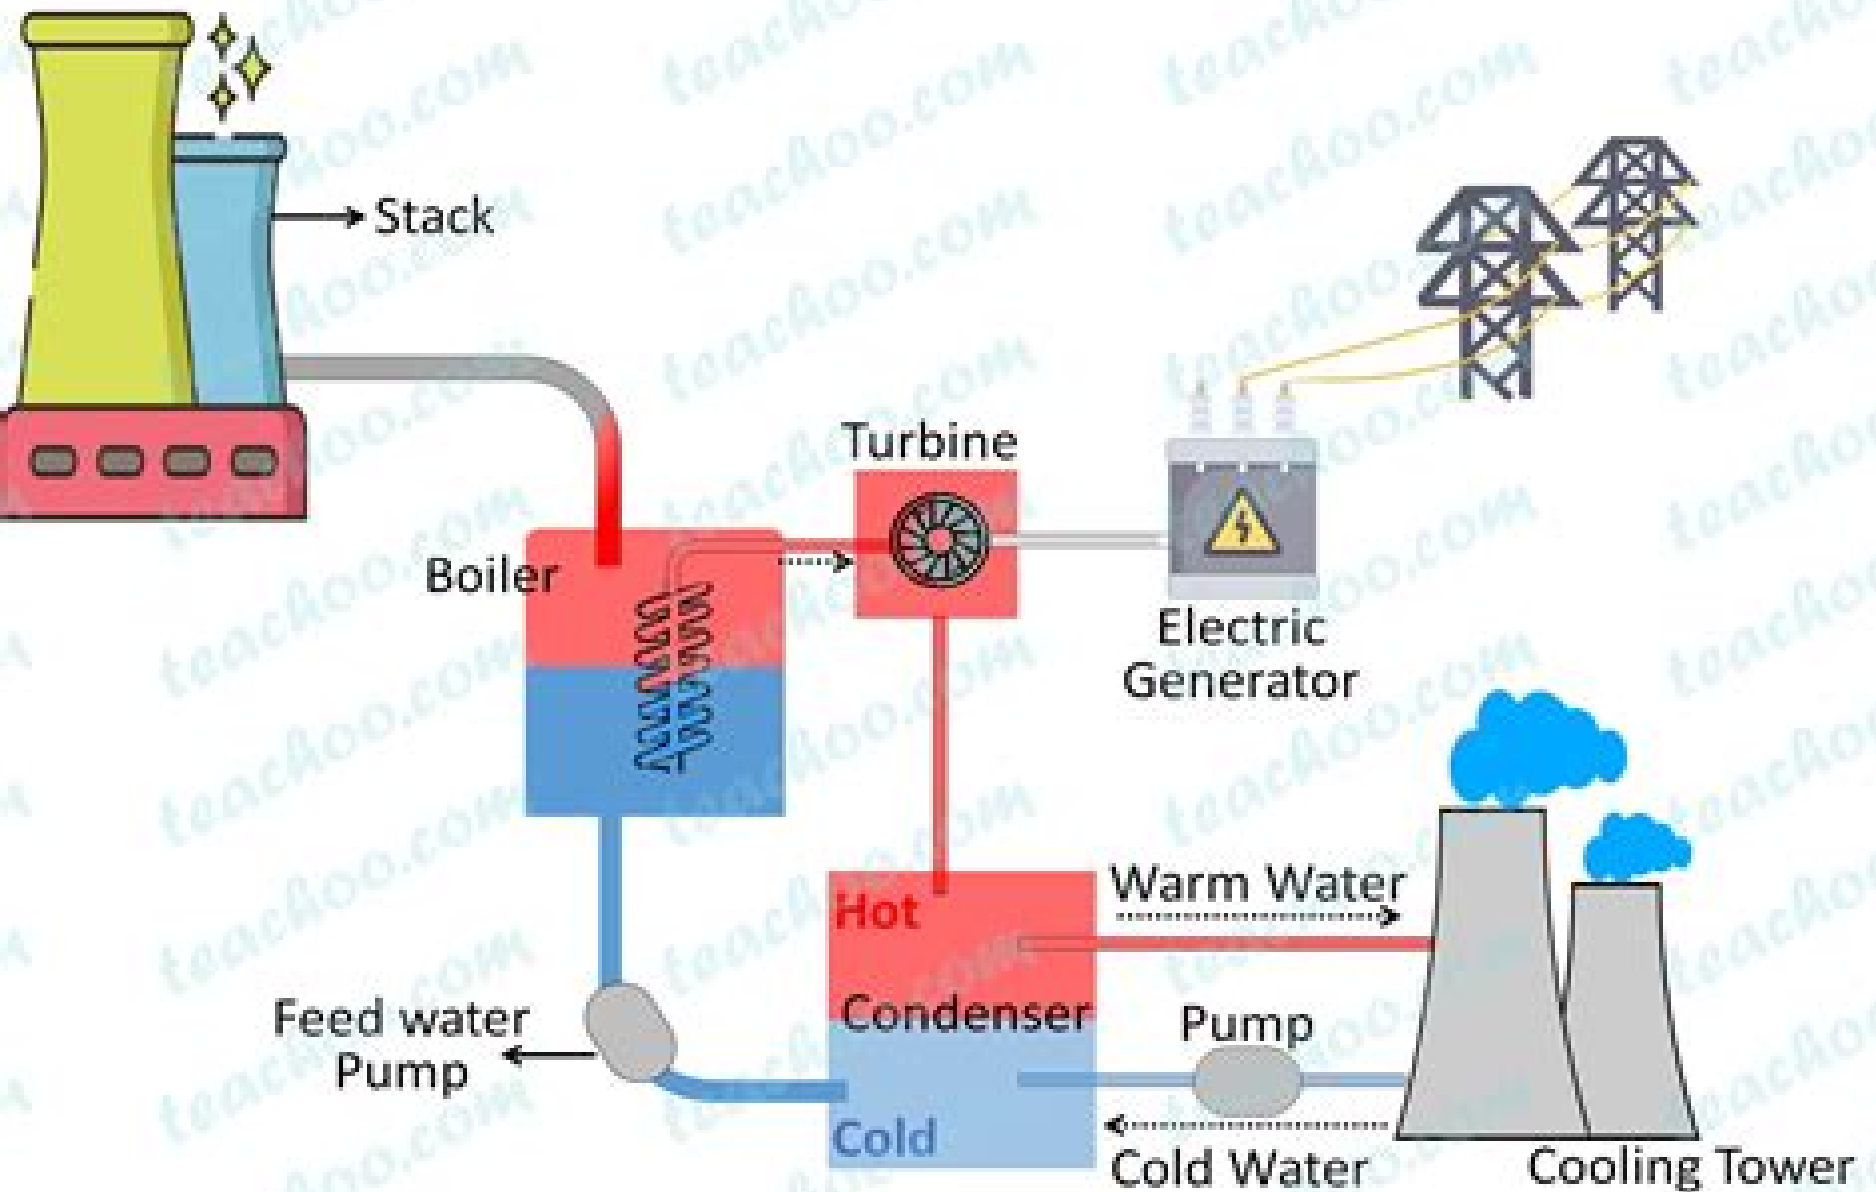 Stack
Turbine
Boiler
Electric
Generator
Hot
Warm Water
Condenser
Pump
Feed water
Pump
Cold
Cold Water
Cooling Tower
teachoo.com